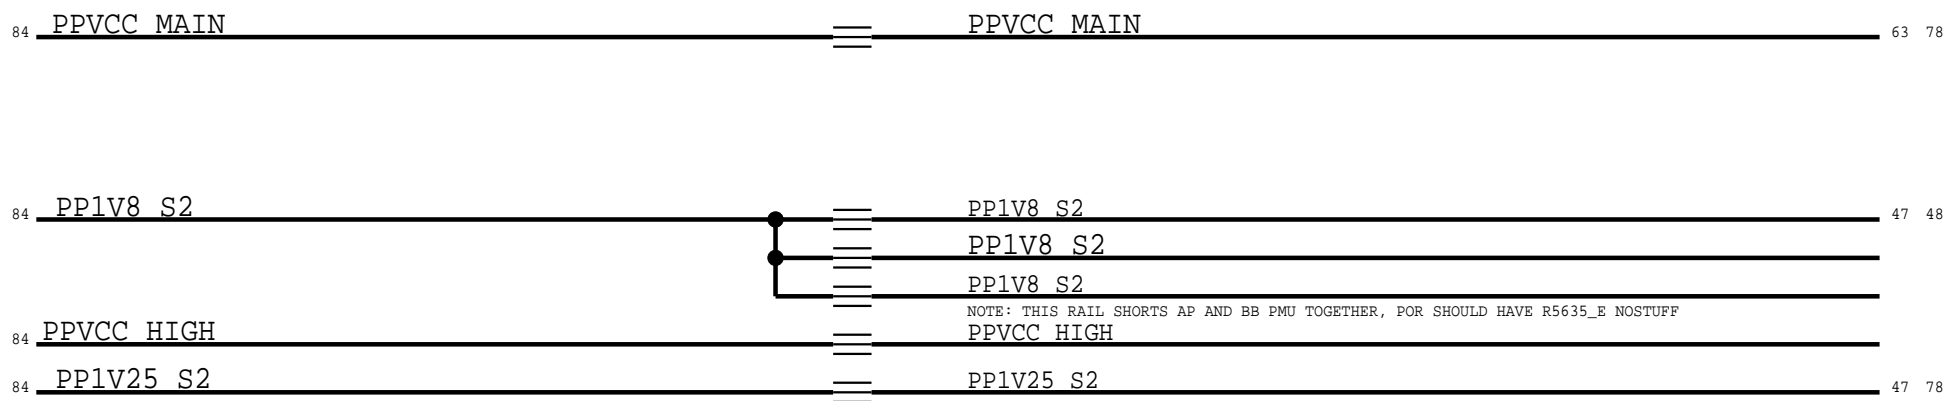 84 PPVCC MAIN PPVCC MAIN 63 78
84 PP1V8 S2 PP1V8 S2 47 48
PP1V8 S2
PP1V8 S2
NOTE: THIS RAIL SHORTS AP AND BB PMU TOGETHER, POR SHOULD HAVE R5635_E NOSTUFF
84 PPVCC HIGH PPVCC HIGH
84 PP1V25 S2 PP1V25 S2 47 78